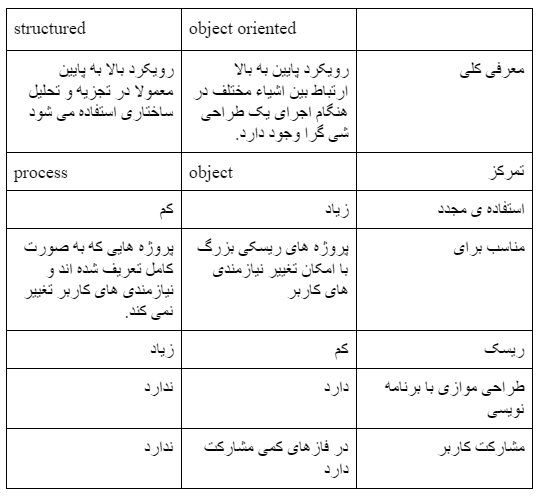 object oriented
structured
معرفی کلی
رویکرد پایین به بالا
ارتباط بین اشیاء مختلف در
هنگام اجرای یک طراحی
شی گرا وجود دارد.
رویکرد بالا به پایین
معمولا در تجزیه و تحلیل
ساختاری استفاده می شود
تمرکز
object
process
استفاده ی مجدد
زیاد
کم
مناسب برای
پروژه های ریسکی بزرگ
با امکان تغییر نیازمندی
های کاربر
پروژه هایی که به صورت
کامل تعریف شده اند و
نیازمندی های کاربر تغییر
نمی کند.
ریسک
کم
زیاد
طراحی موازی با برنامه
نویسی
دارد
ندارد
مشارکت کاربر
در فازهای کمی مشارکت
دارد
ندارد